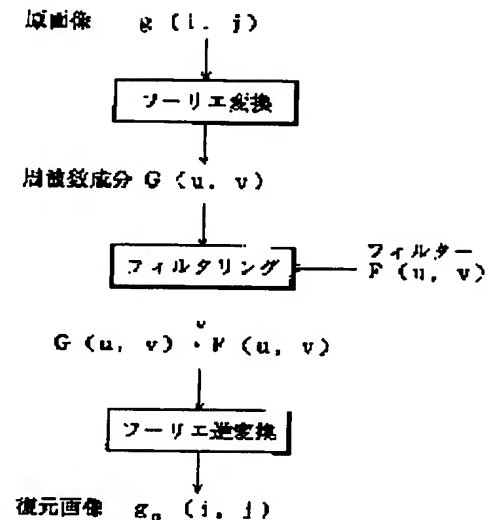 原画像 g (i, j)
フーリエ変換
周波数成分 G (u, v)
フィルタリング
フィルター
F (u, v)
G (u, v) ・ F (u, v)
フーリエ逆変換
復元画像 gn (i, j)